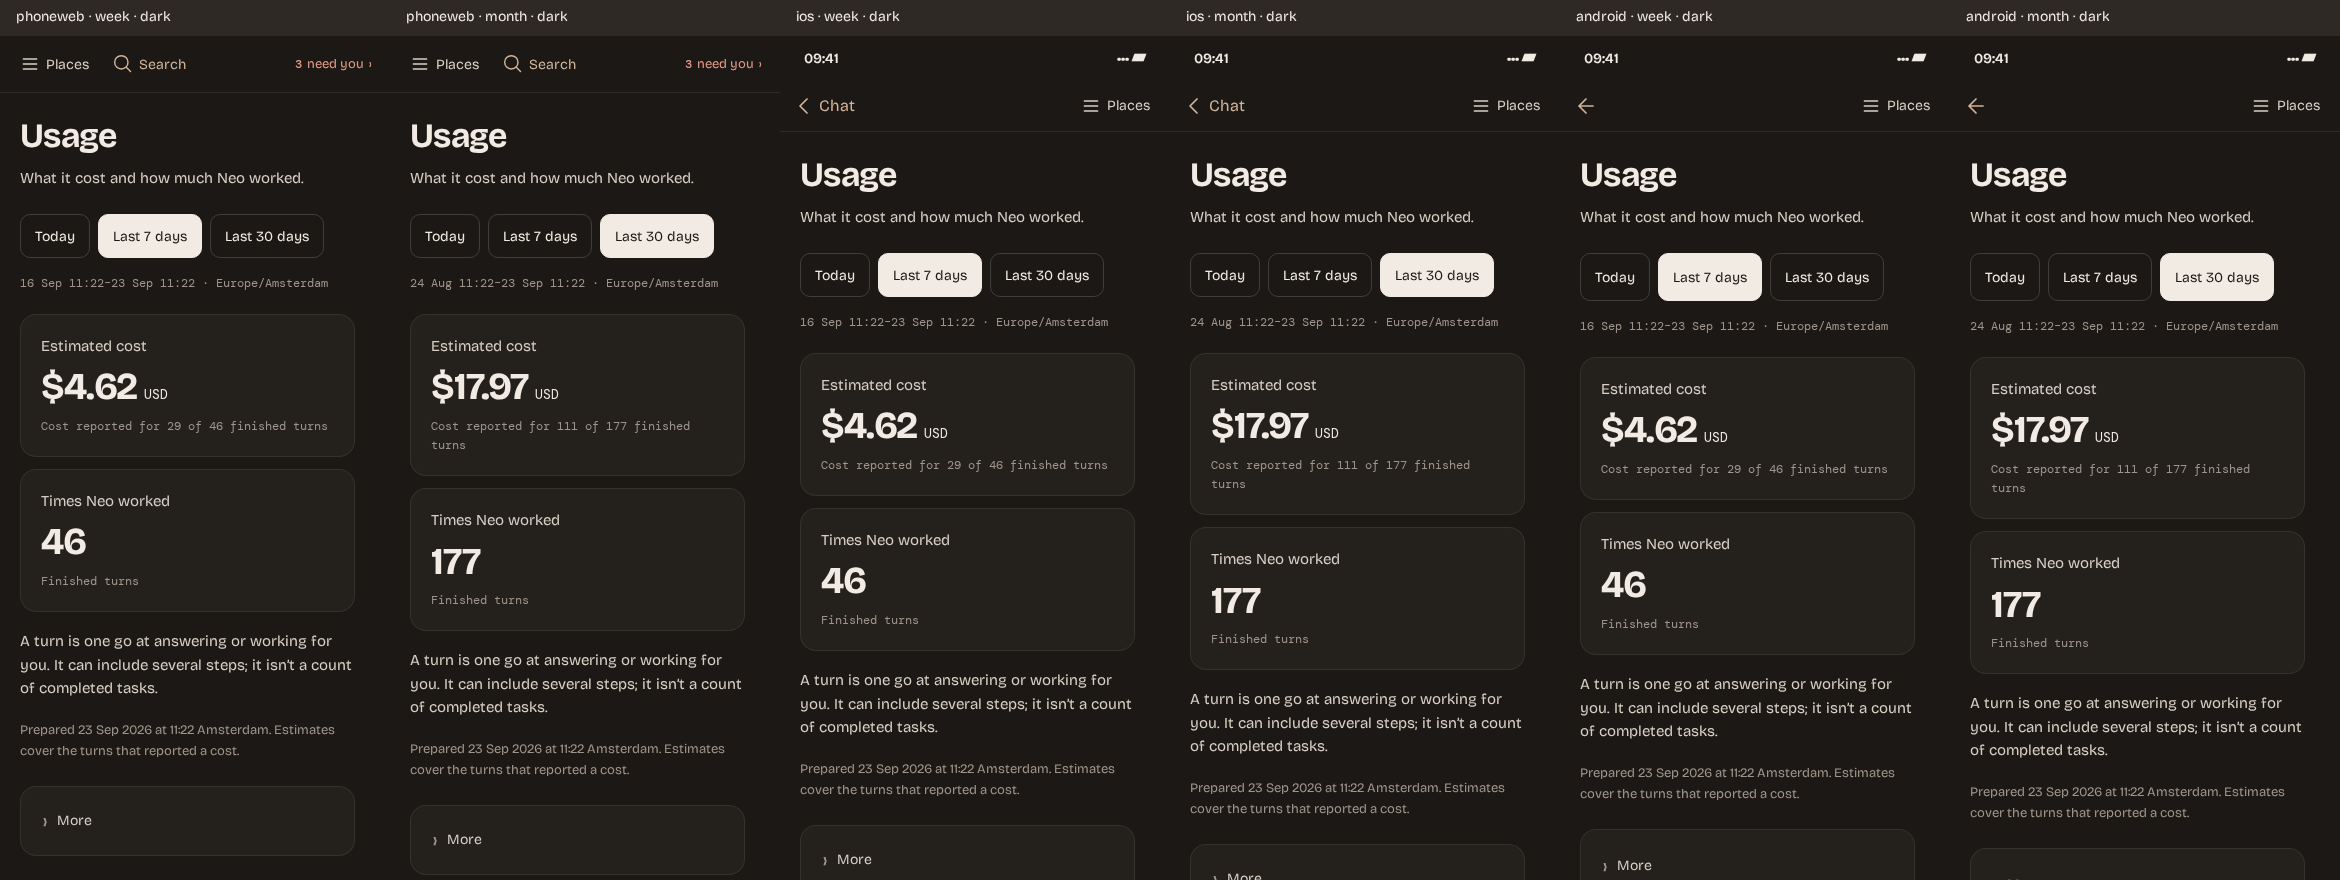 phoneweb · week · dark
Places
Search
3 need you ›
Usage
What it cost and how much Neo worked.
Today
Last 7 days
Last 30 days
16 Sep 11:22–23 Sep 11:22 · Europe/Amsterdam
Estimated cost
$4.62 USD
Cost reported for 29 of 46 finished turns
Times Neo worked
46
Finished turns
A turn is one go at answering or working for
you. It can include several steps; it isn't a count
of completed tasks.
Prepared 23 Sep 2026 at 11:22 Amsterdam. Estimates
cover the turns that reported a cost.
› More
phoneweb · month · dark
Places
Search
3 need you ›
Usage
What it cost and how much Neo worked.
Today
Last 7 days
Last 30 days
24 Aug 11:22–23 Sep 11:22 · Europe/Amsterdam
Estimated cost
$17.97 USD
Cost reported for 111 of 177 finished
turns
Times Neo worked
177
Finished turns
A turn is one go at answering or working for
you. It can include several steps; it isn't a count
of completed tasks.
Prepared 23 Sep 2026 at 11:22 Amsterdam. Estimates
cover the turns that reported a cost.
› More
ios · week · dark
09:41
Chat
Places
Usage
What it cost and how much Neo worked.
Today
Last 7 days
Last 30 days
16 Sep 11:22–23 Sep 11:22 · Europe/Amsterdam
Estimated cost
$4.62 USD
Cost reported for 29 of 46 finished turns
Times Neo worked
46
Finished turns
A turn is one go at answering or working for
you. It can include several steps; it isn't a count
of completed tasks.
Prepared 23 Sep 2026 at 11:22 Amsterdam. Estimates
cover the turns that reported a cost.
› More
ios · month · dark
09:41
Chat
Places
Usage
What it cost and how much Neo worked.
Today
Last 7 days
Last 30 days
24 Aug 11:22–23 Sep 11:22 · Europe/Amsterdam
Estimated cost
$17.97 USD
Cost reported for 111 of 177 finished
turns
Times Neo worked
177
Finished turns
A turn is one go at answering or working for
you. It can include several steps; it isn't a count
of completed tasks.
Prepared 23 Sep 2026 at 11:22 Amsterdam. Estimates
cover the turns that reported a cost.
More
android · week · dark
09:41
Places
Usage
What it cost and how much Neo worked.
Today
Last 7 days
Last 30 days
16 Sep 11:22–23 Sep 11:22 · Europe/Amsterdam
Estimated cost
$4.62 USD
Cost reported for 29 of 46 finished turns
Times Neo worked
46
Finished turns
A turn is one go at answering or working for
you. It can include several steps; it isn't a count
of completed tasks.
Prepared 23 Sep 2026 at 11:22 Amsterdam. Estimates
cover the turns that reported a cost.
› More
android · month · dark
09:41
Places
Usage
What it cost and how much Neo worked.
Today
Last 7 days
Last 30 days
24 Aug 11:22–23 Sep 11:22 · Europe/Amsterdam
Estimated cost
$17.97 USD
Cost reported for 111 of 177 finished
turns
Times Neo worked
177
Finished turns
A turn is one go at answering or working for
you. It can include several steps; it isn't a count
of completed tasks.
Prepared 23 Sep 2026 at 11:22 Amsterdam. Estimates
cover the turns that reported a cost.